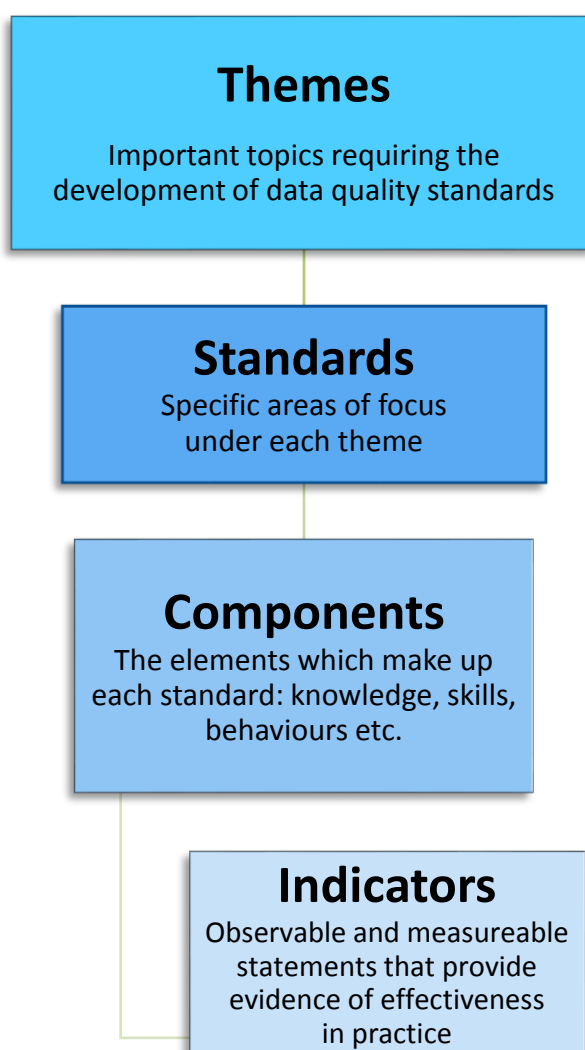 Themes
Important topics requiring the
development of data quality standards
Standards
Specific areas of focus
under each theme
Components
The elements which make up
each standard: knowledge, skills,
behaviours etc.
Indicators
Observable and measureable
statements that provide
evidence of effectiveness
in practice